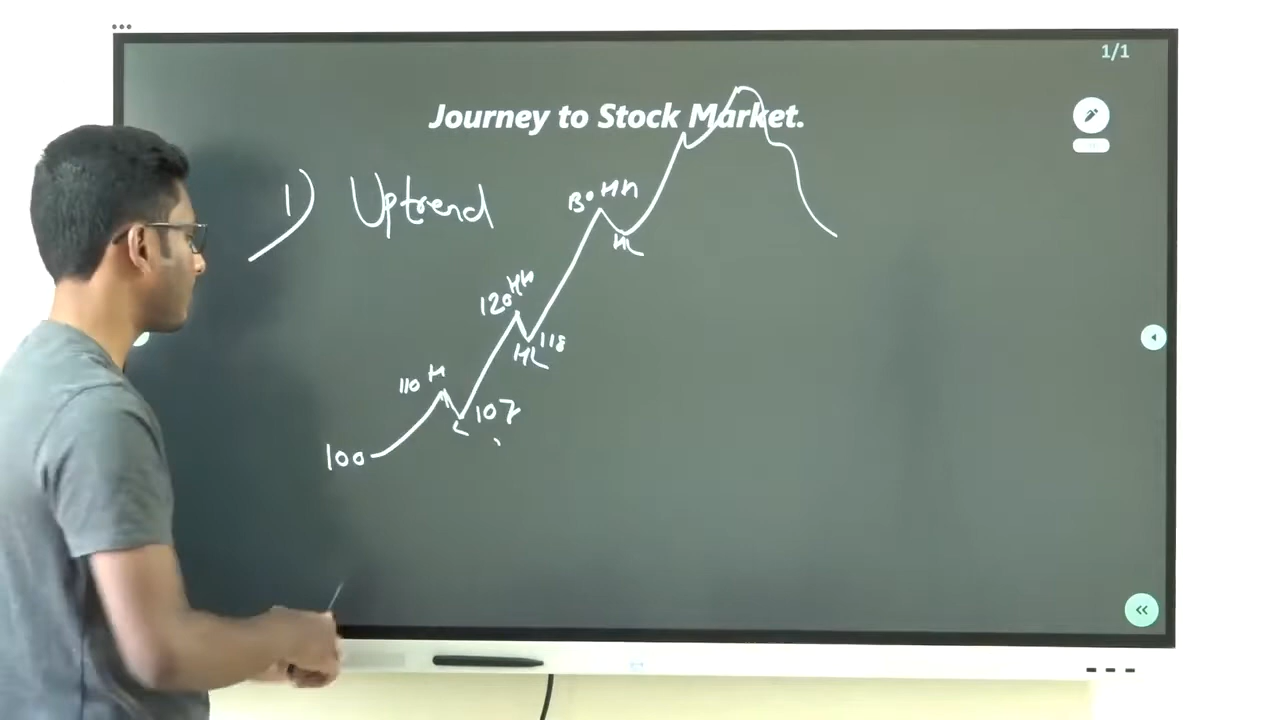 1/1
Journey to Stock Market.
1) Uptrend
130 HH
HL
120 HH
HL 118
110 H
L 107
100